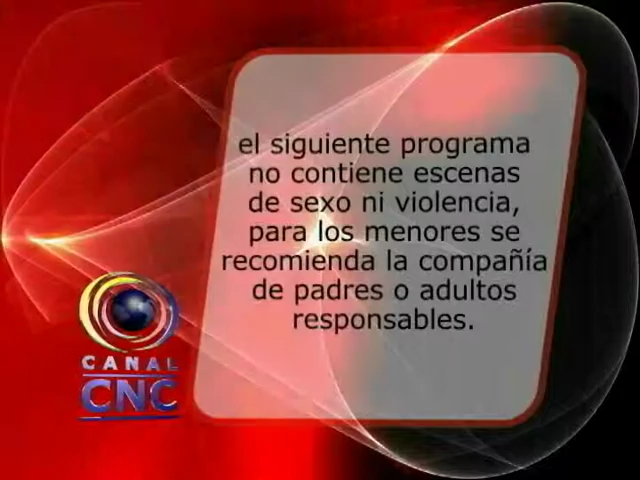 el siguiente programa
no contiene escenas
de sexo ni violencia,
para los menores se
recomienda la compañía
de padres o adultos
responsables.
CANAL
CNC